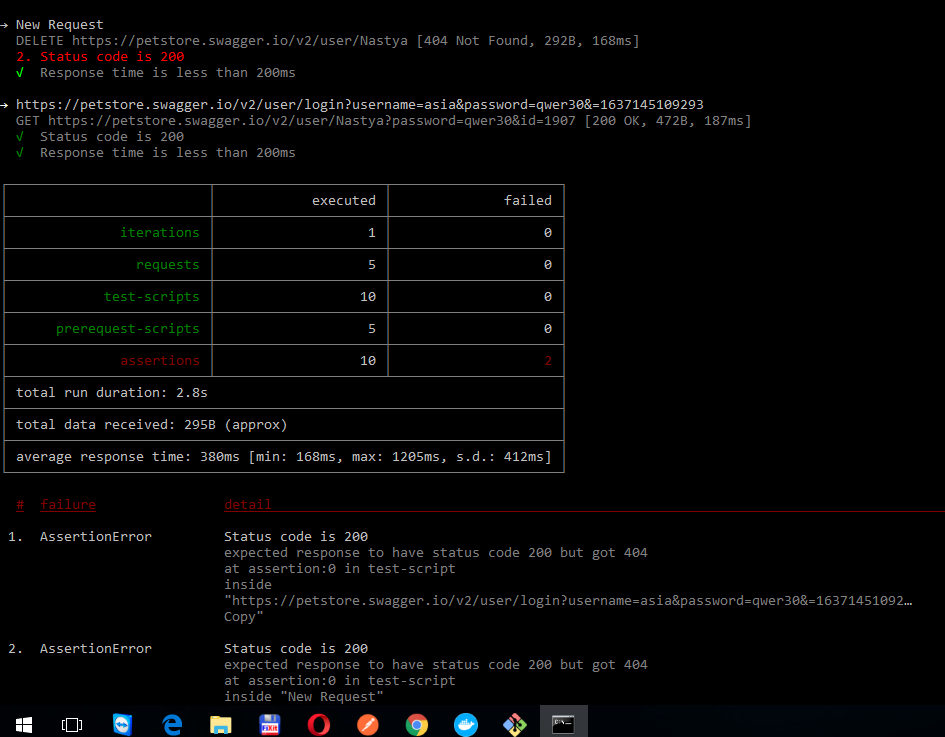 → New Request
DELETE https://petstore.swagger.io/v2/user/Nastya [404 Not Found, 292B, 168ms]
2. Status code is 200
√ Response time is less than 200ms
→ https://petstore.swagger.io/v2/user/login?username=asia&password=qwer30&=1637145109293
GET https://petstore.swagger.io/v2/user/Nastya?password=qwer30&id=1907 [200 OK, 472B, 187ms]
√ Status code is 200
√ Response time is less than 200ms
executed failed
iterations 1 0
requests 5 0
test-scripts 10 0
prerequest-scripts 5 0
assertions 10 2
total run duration: 2.8s
total data received: 295B (approx)
average response time: 380ms [min: 168ms, max: 1205ms, s.d.: 412ms]
# failure detail
1. AssertionError Status code is 200
expected response to have status code 200 but got 404
at assertion:0 in test-script
inside
"https://petstore.swagger.io/v2/user/login?username=asia&password=qwer30&=16371451092…
Copy"
2. AssertionError Status code is 200
expected response to have status code 200 but got 404
at assertion:0 in test-script
inside "New Request"
FiXit
C:\_